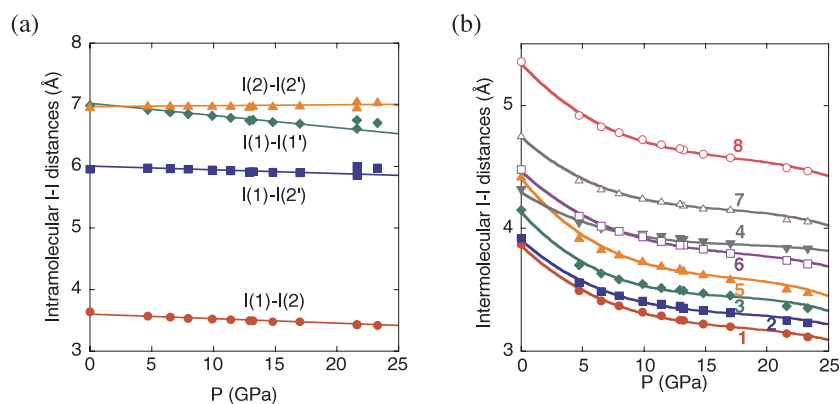 (a)
Intramolecular I-I distances (Å)
8
7
6
5
4
3
I(2)-I(2')
I(1)-I(1')
I(1)-I(2')
I(1)-I(2)
0 5 10 15 20 25
P (GPa)
(b)
Intermolecular I-I distances (Å)
5
4
3
8
7
4
6
5
3
2
1
0 5 10 15 20 25
P (GPa)